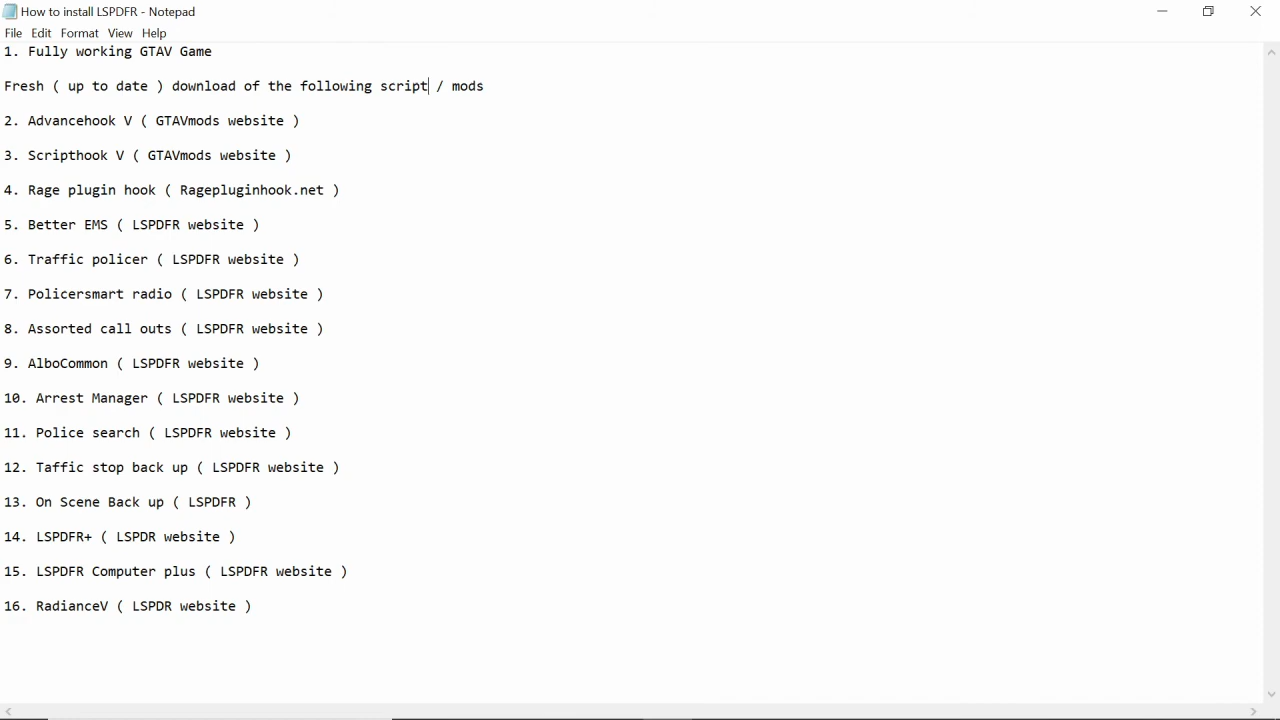 How to install LSPDFR - Notepad
File Edit Format View Help
1. Fully working GTAV Game
Fresh ( up to date ) download of the following script / mods
2. Advancehook V ( GTAVmods website )
3. Scripthook V ( GTAVmods website )
4. Rage plugin hook ( Ragepluginhook.net )
5. Better EMS ( LSPDFR website )
6. Traffic policer ( LSPDFR website )
7. Policersmart radio ( LSPDFR website )
8. Assorted call outs ( LSPDFR website )
9. AlboCommon ( LSPDFR website )
10. Arrest Manager ( LSPDFR website )
11. Police search ( LSPDFR website )
12. Taffic stop back up ( LSPDFR website )
13. On Scene Back up ( LSPDFR )
14. LSPDFR+ ( LSPDR website )
15. LSPDFR Computer plus ( LSPDFR website )
16. RadianceV ( LSPDR website )